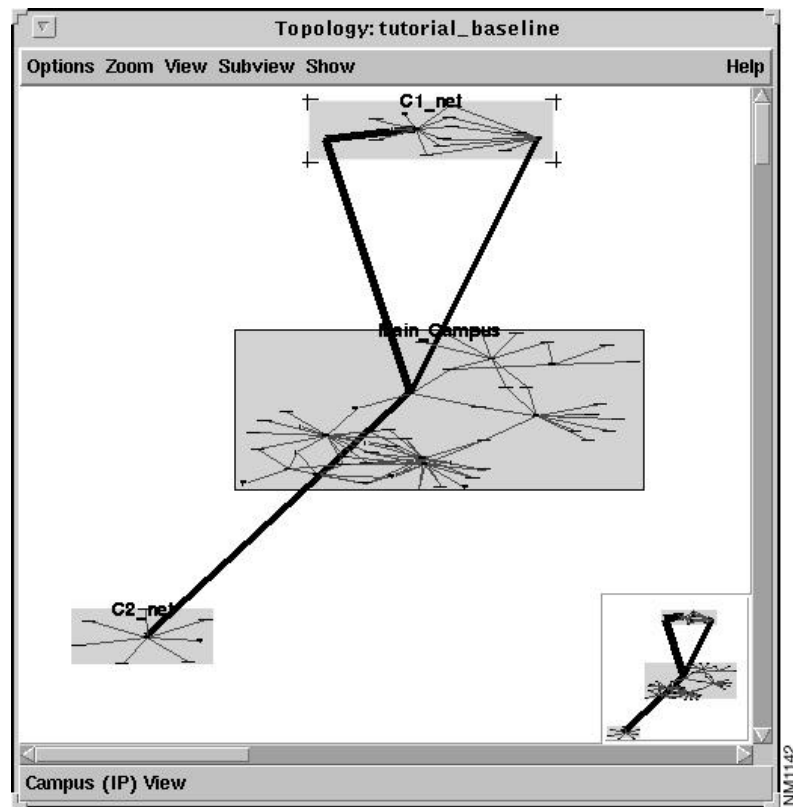 Topology: tutorial_baseline
Options Zoom View Subview Show Help
C1_net
Main_Campus
C2_net
Campus (IP) View
NM1142